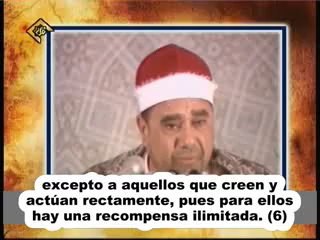 excepto a aquellos que creen y
actúan rectamente, pues para ellos
hay una recompensa ilimitada. (6)